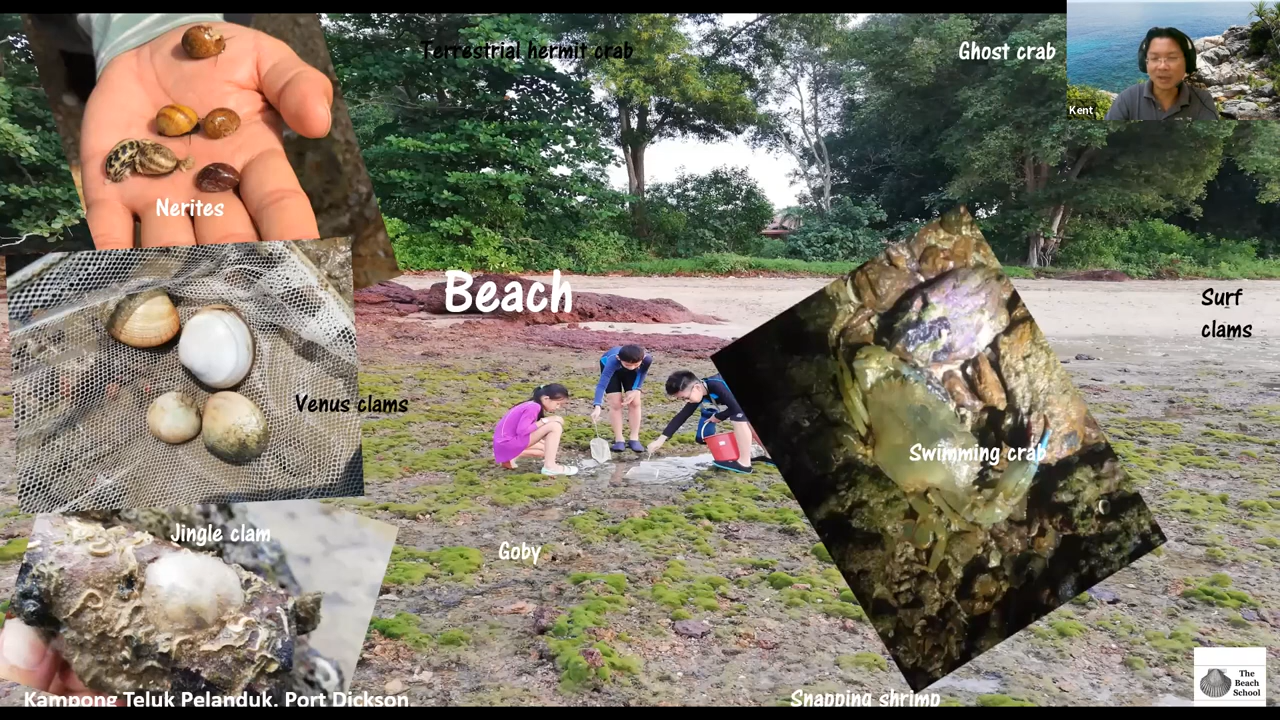 Terrestrial hermit crab
Ghost crab
Kent
Nerites
Beach
Surf
clams
Venus clams
Swimming crab
Jingle clam
Goby
Kampong Teluk Pelanduk, Port Dickson
Snapping shrimp
The
Beach
School